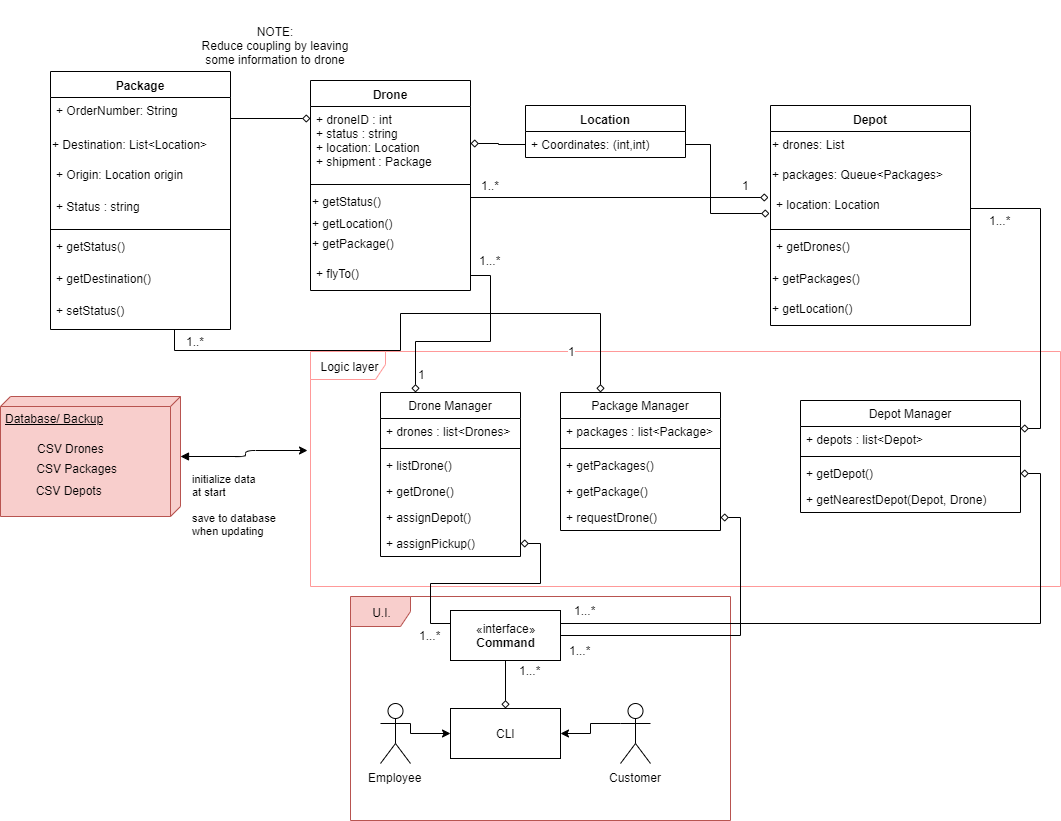 NOTE:
Reduce coupling by leaving
some information to drone
Package
+ OrderNumber: String
+ Destination: List<Location>
+ Origin: Location origin
+ Status : string
+ getStatus()
+ getDestination()
+ setStatus()
1..*
Drone
+ droneID : int
+ status : string
+ location: Location
+ shipment : Package
+ getStatus()
+ getLocation()
+ getPackage()
+ flyTo()
1..*
1
1...*
Location
+ Coordinates: (int,int)
Depot
+ drones: List
+ packages: Queue<Packages>
+ location: Location
+ getDrones()
+ getPackages()
+ getLocation()
1...*
Logic layer
1
1
Drone Manager
+ drones : list<Drones>
+ listDrone()
+ getDrone()
+ assignDepot()
+ assignPickup()
Package Manager
+ packages : list<Package>
+ getPackages()
+ getPackage()
+ requestDrone()
Depot Manager
+ depots : list<Depot>
+ getDepot()
+ getNearestDepot(Depot, Drone)
Database/ Backup
CSV Drones
CSV Packages
CSV Depots
initialize data
at start
save to database
when updating
U.I.
1...*
«interface»
Command
1...*
1...*
1...*
CLI
Employee
Customer